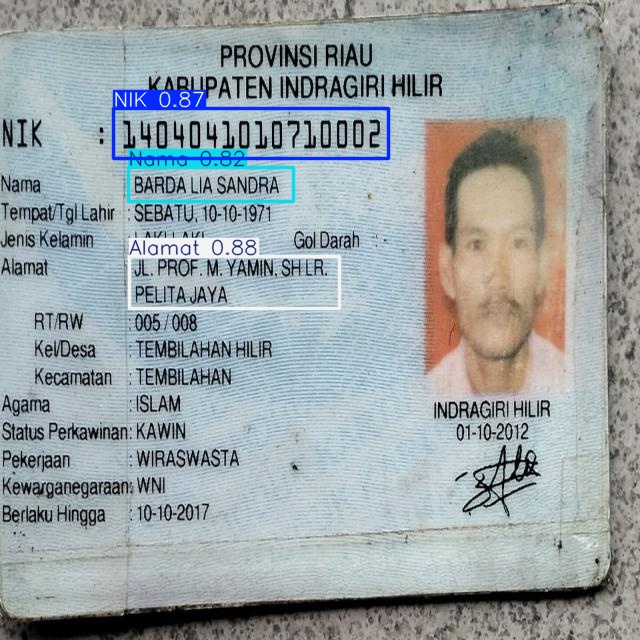 PROVINSI RIAU
KABUPATEN INDRAGIRI HILIR
NIK 0.87
NIK : 1404041010710002
Nama 0.82
Nama : BARDA LIA SANDRA
Tempat/Tgl Lahir : SEBATU, 10-10-1971
Jenis Kelamin : Gol Darah :
Alamat 0.88
Alamat : JL. PROF. M. YAMIN. SH LR.
PELITA JAYA
RT/RW : 005 / 008
Kel/Desa : TEMBILAHAN HILIR
Kecamatan : TEMBILAHAN
Agama : ISLAM
Status Perkawinan: KAWIN
Pekerjaan : WIRASWASTA
Kewarganegaraan: WNI
Berlaku Hingga : 10-10-2017
INDRAGIRI HILIR
01-10-2012